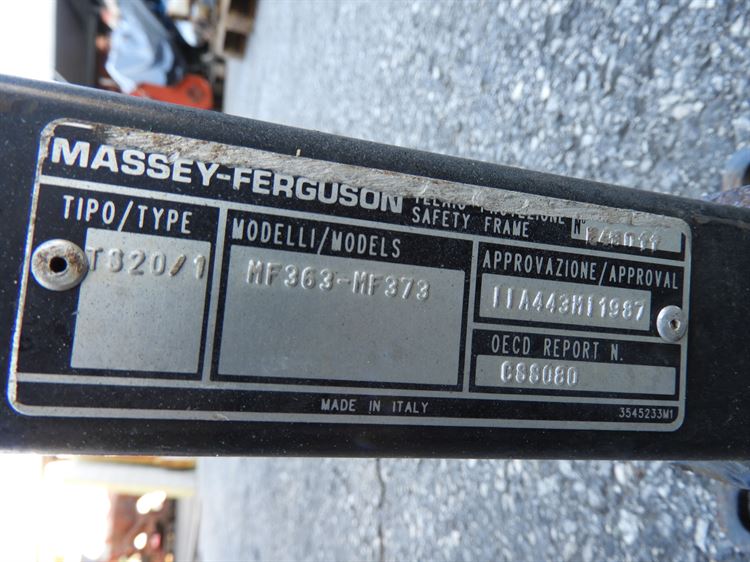 MASSEY-FERGUSON
SAFETY FRAME
TIPO/TYPE
TS20/1
MODELLI/MODELS
MF363-MF373
APPROVAZIONE/APPROVAL
IIA443MI1987
OECD REPORT N.
CSS080
MADE IN ITALY
3545233M1